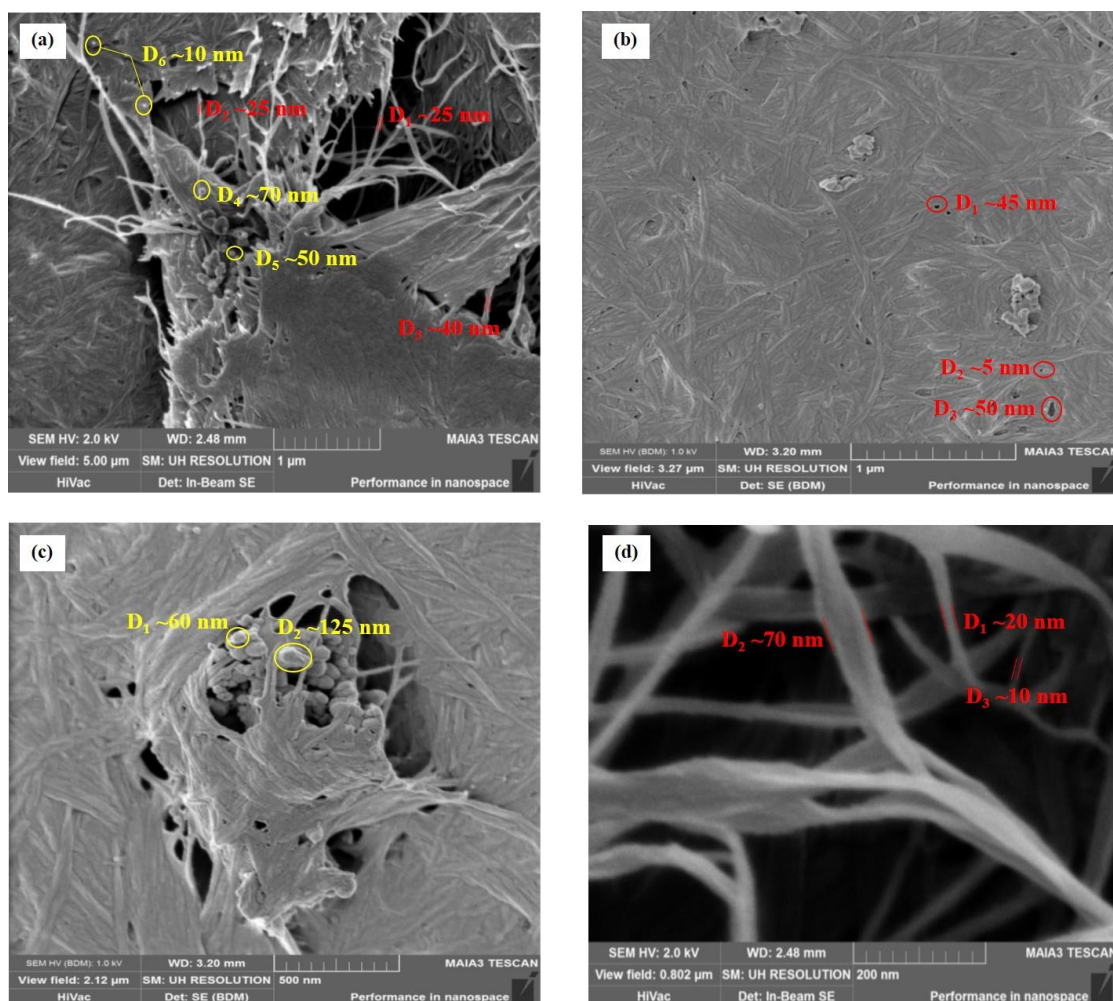 (a)
D₆ ~10 nm
D₂ ~25 nm
D₁ ~25 nm
D₄ ~70 nm
D₅ ~50 nm
D₃ ~40 nm
SEM HV: 2.0 kV WD: 2.48 mm MAIA3 TESCAN
View field: 5.00 µm SM: UH RESOLUTION 1 µm
HiVac Det: In-Beam SE Performance in nanospace
(b)
D₁ ~45 nm
D₂ ~5 nm
D₃ ~50 nm
SEM HV (BDM): 1.0 kV WD: 3.20 mm MAIA3 TESCAN
View field: 3.27 µm SM: UH RESOLUTION 1 µm
HiVac Det: SE (BDM) Performance in nanospace
(c)
D₁ ~60 nm
D₂ ~125 nm
SEM HV (BDM): 1.0 kV WD: 3.20 mm MAIA3 TESCAN
View field: 2.12 µm SM: UH RESOLUTION 500 nm
HiVac Det: SE (BDM) Performance in nanospace
(d)
D₁ ~20 nm
D₂ ~70 nm
D₃ ~10 nm
SEM HV: 2.0 kV WD: 2.48 mm MAIA3 TESCAN
View field: 0.802 µm SM: UH RESOLUTION 200 nm
HiVac Det: In-Beam SE Performance in nanospace